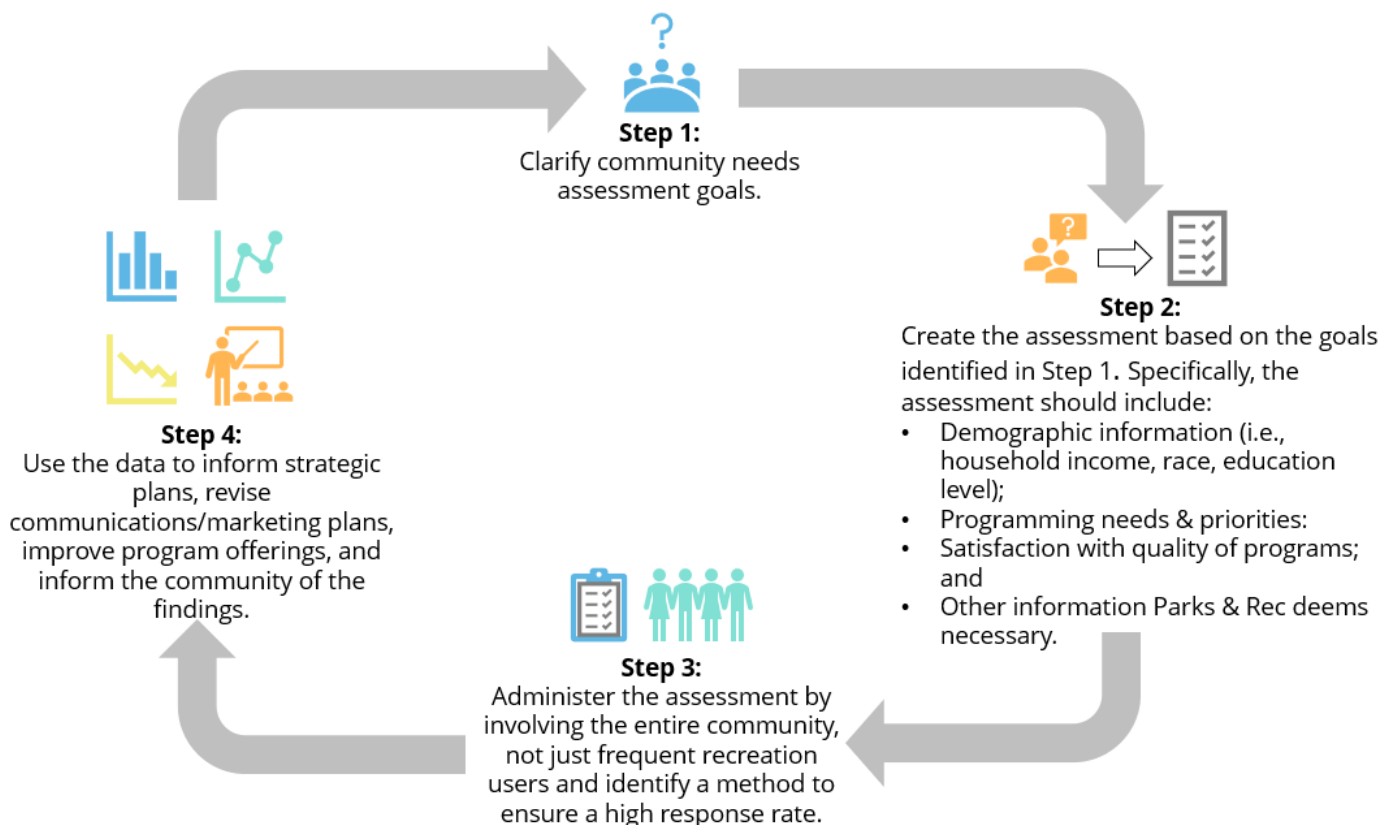 ?
Step 1:
Clarify community needs
assessment goals.
?
Step 2:
Create the assessment based on the goals
identified in Step 1. Specifically, the
assessment should include:
• Demographic information (i.e.,
household income, race, education
level);
• Programming needs & priorities:
• Satisfaction with quality of programs;
and
• Other information Parks & Rec deems
necessary.
Step 3:
Administer the assessment by
involving the entire community,
not just frequent recreation
users and identify a method to
ensure a high response rate.
Step 4:
Use the data to inform strategic
plans, revise
communications/marketing plans,
improve program offerings, and
inform the community of the
findings.